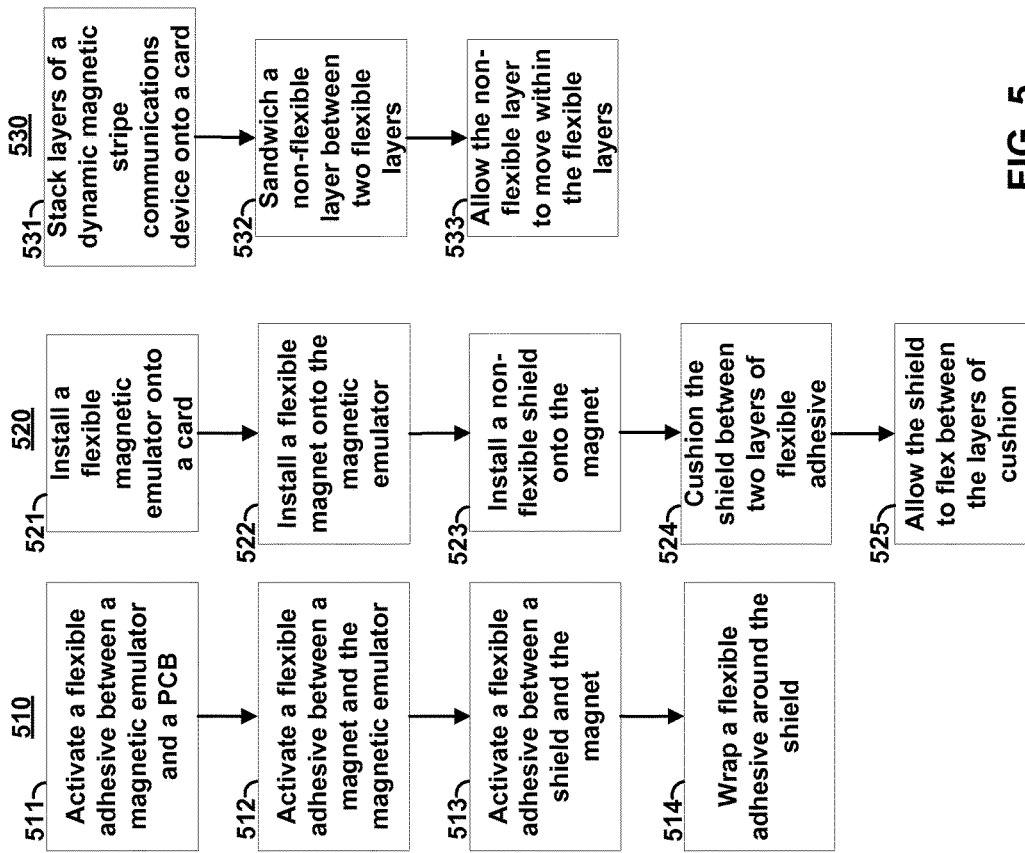 510
511
Activate a flexible
adhesive between a
magnetic emulator
and a PCB
512
Activate a flexible
adhesive between a
magnet and the
magnetic emulator
513
Activate a flexible
adhesive between a
shield and the
magnet
514
Wrap a flexible
adhesive around the
shield
520
521
Install a
flexible
magnetic
emulator onto
a card
522
Install a flexible
magnet onto the
magnetic
emulator
523
Install a non-
flexible shield
onto the
magnet
524
Cushion the
shield between
two layers of
flexible
adhesive
525
Allow the shield
to flex between
the layers of
cushion
530
531
Stack layers of a
dynamic magnetic
stripe
communications
device onto a card
532
Sandwich a
non-flexible
layer between
two flexible
layers
533
Allow the non-
flexible layer
to move within
the flexible
layers
FIG. 5